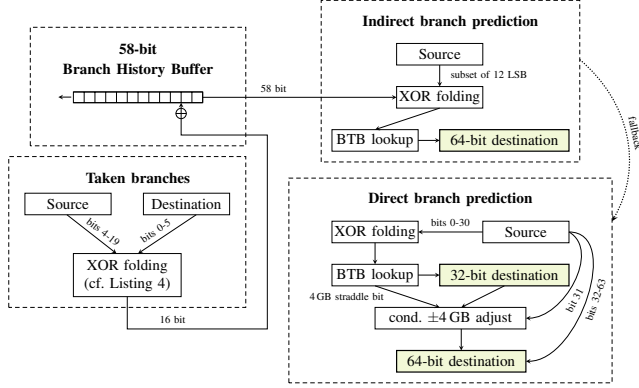 58-bit
Branch History Buffer
58 bit
Taken branches
Source
Destination
bits 4-19
bits 0-5
XOR folding
(cf. Listing 4)
16 bit
Indirect branch prediction
Source
subset of 12 LSB
XOR folding
BTB lookup
64-bit destination
fallback
Direct branch prediction
XOR folding
bits 0-30
Source
BTB lookup
32-bit destination
4 GB straddle bit
cond. ±4 GB adjust
bit 31
bits 32-63
64-bit destination